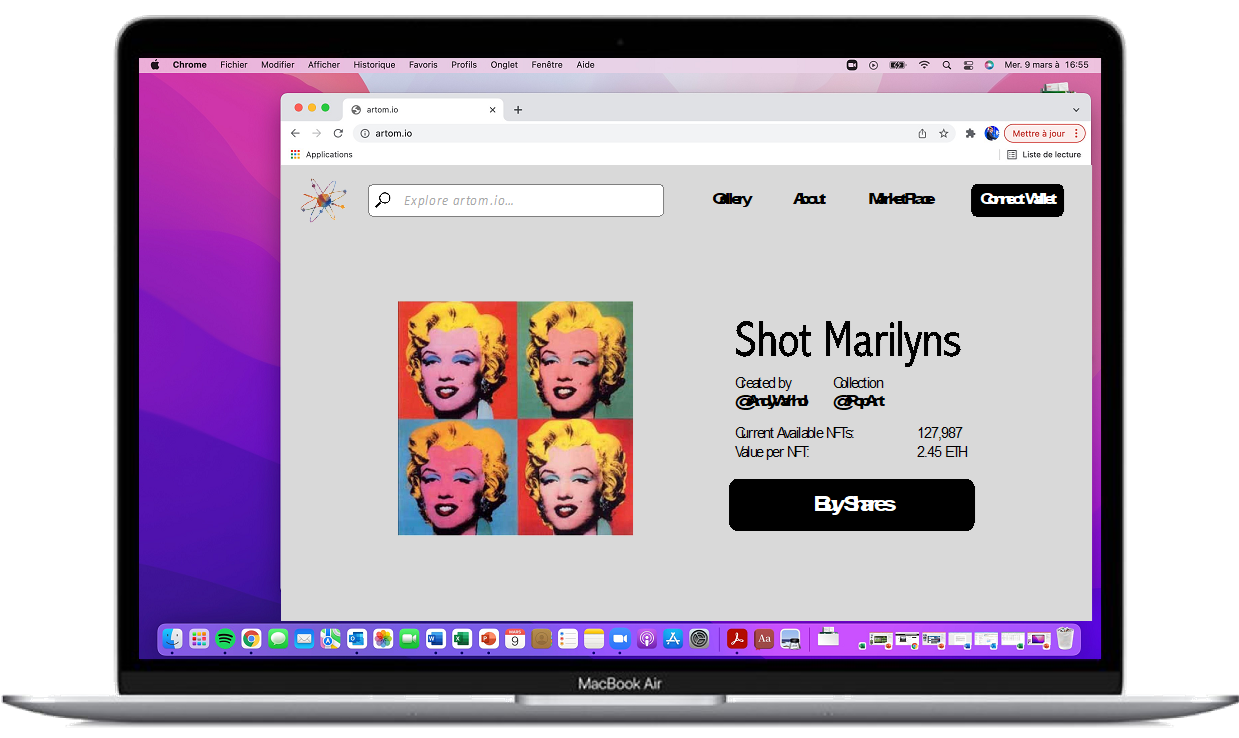 Chrome Fichier Modifier Afficher Historique Favoris Profils Onglet Fenêtre Aide Mer. 9 mars à 16:55
artom.io
artom.io Mettre à jour
Applications Liste de lecture
Explore artom.io... Gallery About MarketPlace Connect Wallet
Shot Marilyns
Created by Collection
@AndyWarhol @PopArt
Current Available NFTs: 127,987
Value per NFT: 2.45 ETH
Buy Shares
MARS
9 Aa
MacBook Air